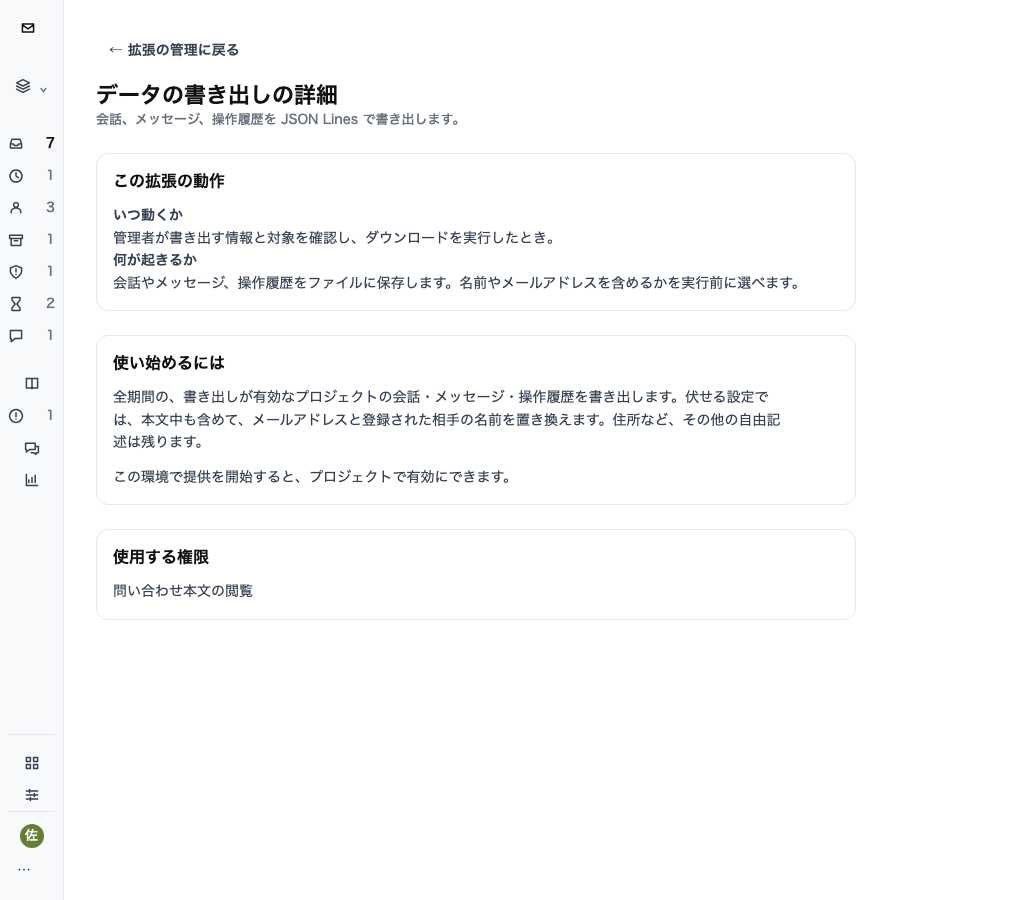 ← 拡張の管理に戻る
データの書き出しの詳細
会話、メッセージ、操作履歴を JSON Lines で書き出します。
7
1
3
1
1
2
1
1
この拡張の動作
いつ動くか
管理者が書き出す情報と対象を確認し、ダウンロードを実行したとき。
何が起きるか
会話やメッセージ、操作履歴をファイルに保存します。名前やメールアドレスを含めるかを実行前に選べます。
使い始めるには
全期間の、書き出しが有効なプロジェクトの会話・メッセージ・操作履歴を書き出します。伏せる設定で
は、本文中も含めて、メールアドレスと登録された相手の名前を置き換えます。住所など、その他の自由記
述は残ります。
この環境で提供を開始すると、プロジェクトで有効にできます。
使用する権限
問い合わせ本文の閲覧
佐
…